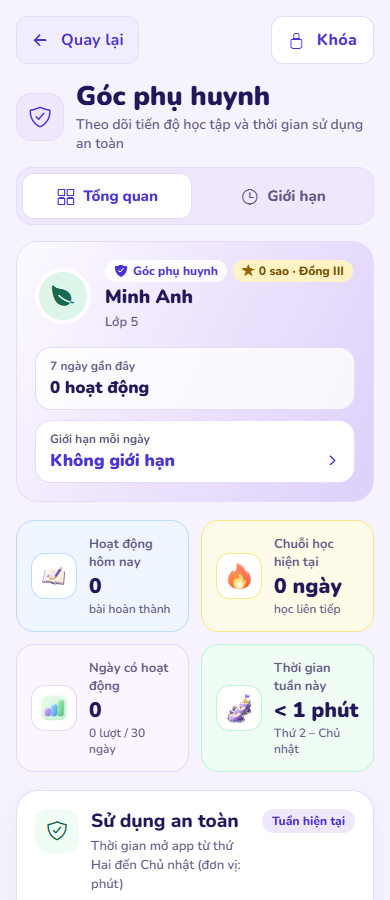 Quay lại
Khóa
Góc phụ huynh
Theo dõi tiến độ học tập và thời gian sử dụng
an toàn
Tổng quan
Giới hạn
Góc phụ huynh
0 sao · Đồng III
Minh Anh
Lớp 5
7 ngày gần đây
0 hoạt động
Giới hạn mỗi ngày
Không giới hạn
Hoạt động
hôm nay
0
bài hoàn thành
Chuỗi học
hiện tại
0 ngày
học liên tiếp
Ngày có hoạt
động
0
0 lượt / 30
ngày
Thời gian
tuần này
< 1 phút
Thứ 2 – Chủ
nhật
Sử dụng an toàn
Tuần hiện tại
Thời gian mở app từ thứ
Hai đến Chủ nhật (đơn vị:
phút)